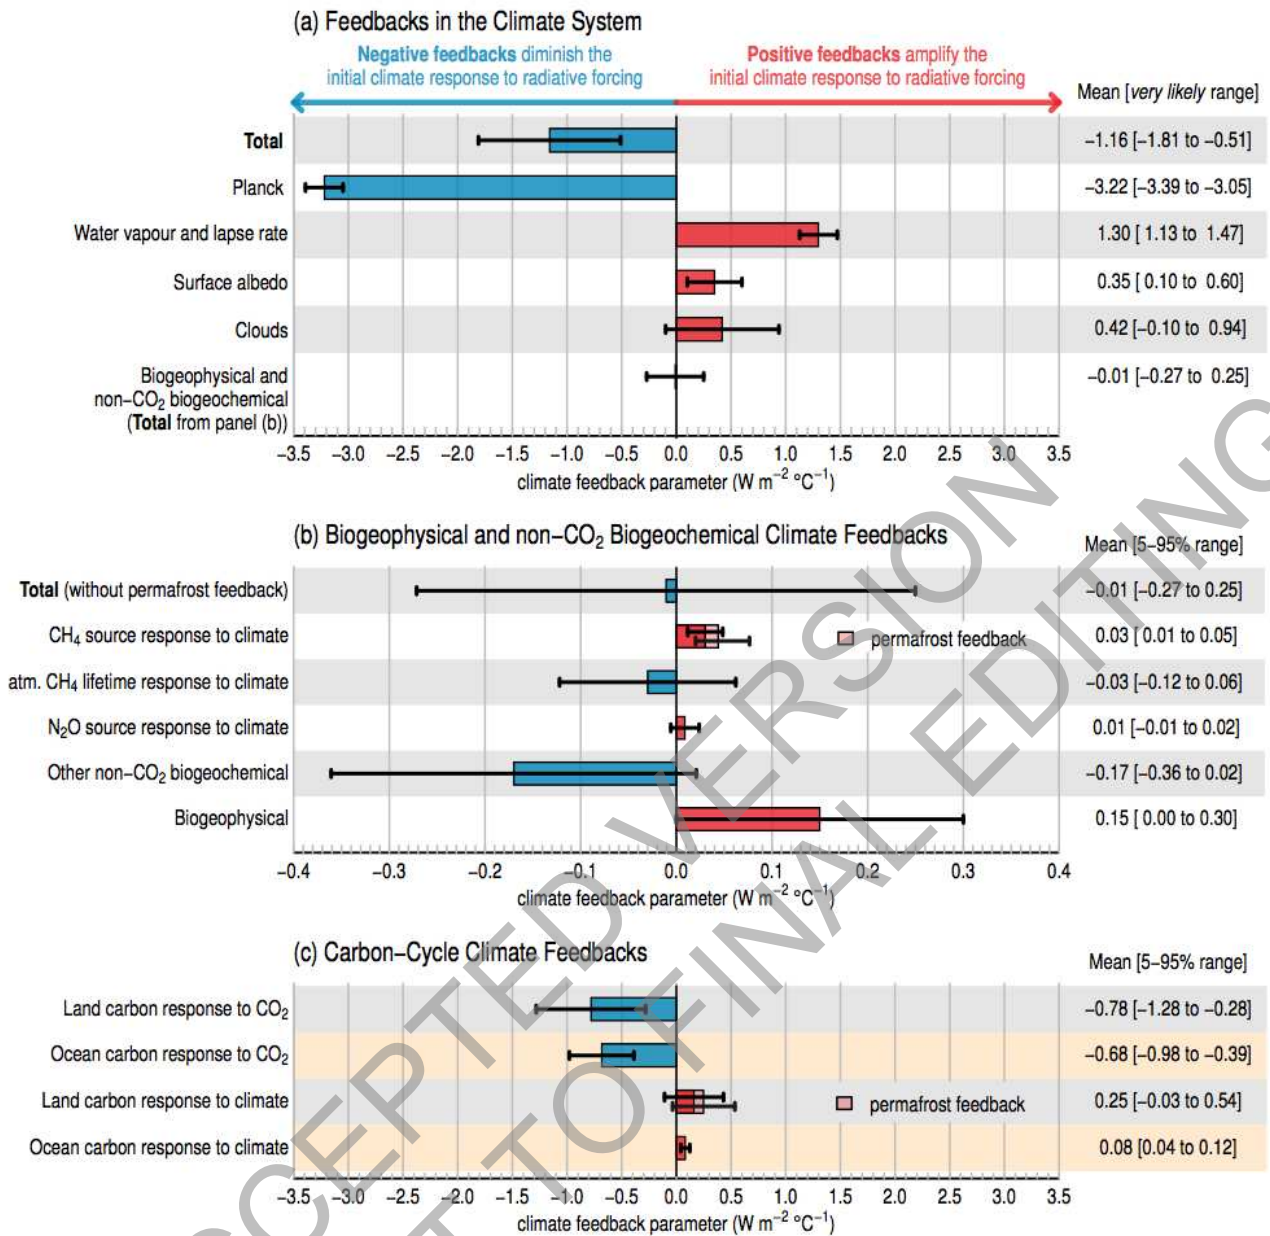 (a) Feedbacks in the Climate System
Negative feedbacks diminish the
initial climate response to radiative forcing
Positive feedbacks amplify the
initial climate response to radiative forcing
Mean [very likely range]
Total
−1.16 [−1.81 to −0.51]
Planck
−3.22 [−3.39 to −3.05]
Water vapour and lapse rate
1.30 [ 1.13 to 1.47]
Surface albedo
0.35 [ 0.10 to 0.60]
Clouds
0.42 [−0.10 to 0.94]
Biogeophysical and
non−CO₂ biogeochemical
(Total from panel (b))
−0.01 [−0.27 to 0.25]
−3.5 −3.0 −2.5 −2.0 −1.5 −1.0 −0.5 0.0 0.5 1.0 1.5 2.0 2.5 3.0 3.5
climate feedback parameter (W m⁻² °C⁻¹)
(b) Biogeophysical and non−CO₂ Biogeochemical Climate Feedbacks
Mean [5−95% range]
Total (without permafrost feedback)
−0.01 [−0.27 to 0.25]
CH₄ source response to climate
permafrost feedback
0.03 [ 0.01 to 0.05]
atm. CH₄ lifetime response to climate
−0.03 [−0.12 to 0.06]
N₂O source response to climate
0.01 [−0.01 to 0.02]
Other non−CO₂ biogeochemical
−0.17 [−0.36 to 0.02]
Biogeophysical
0.15 [ 0.00 to 0.30]
−0.4 −0.3 −0.2 −0.1 0.0 0.1 0.2 0.3 0.4
climate feedback parameter (W m⁻² °C⁻¹)
(c) Carbon−Cycle Climate Feedbacks
Mean [5−95% range]
Land carbon response to CO₂
−0.78 [−1.28 to −0.28]
Ocean carbon response to CO₂
−0.68 [−0.98 to −0.39]
Land carbon response to climate
permafrost feedback
0.25 [−0.03 to 0.54]
Ocean carbon response to climate
0.08 [0.04 to 0.12]
−3.5 −3.0 −2.5 −2.0 −1.5 −1.0 −0.5 0.0 0.5 1.0 1.5 2.0 2.5 3.0 3.5
climate feedback parameter (W m⁻² °C⁻¹)
CCEPTED VERSION
T TO FINAL EDITING